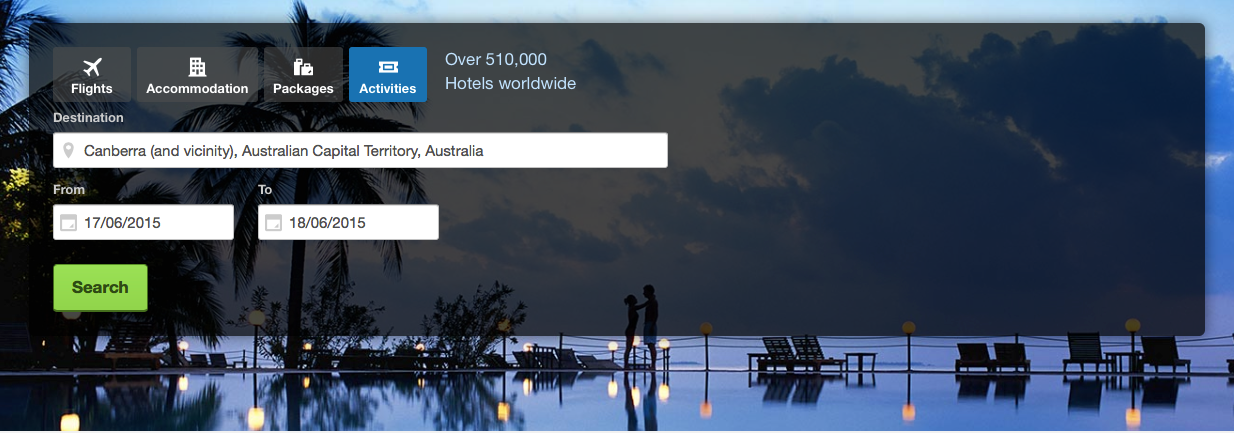 Flights
Accommodation
Packages
Activities
Over 510,000
Hotels worldwide
Destination
Canberra (and vicinity), Australian Capital Territory, Australia
From
To
17/06/2015
18/06/2015
Search